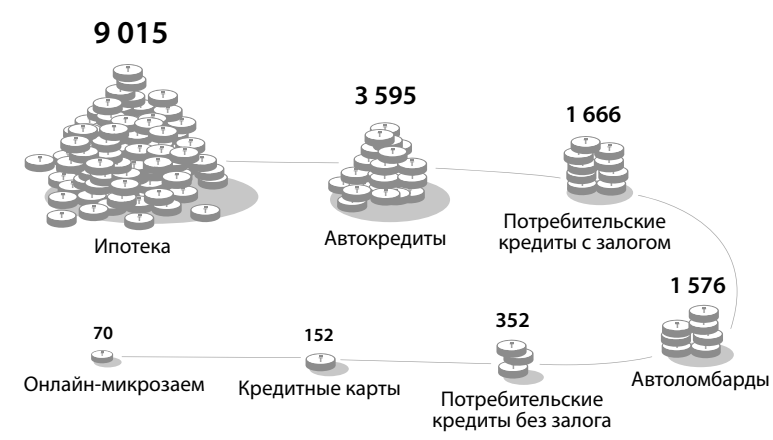 9 015
Ипотека
3 595
Автокредиты
1 666
Потребительские
кредиты с залогом
1 576
Автоломбарды
352
Потребительские
кредиты без залога
152
Кредитные карты
70
Онлайн-микрозаем